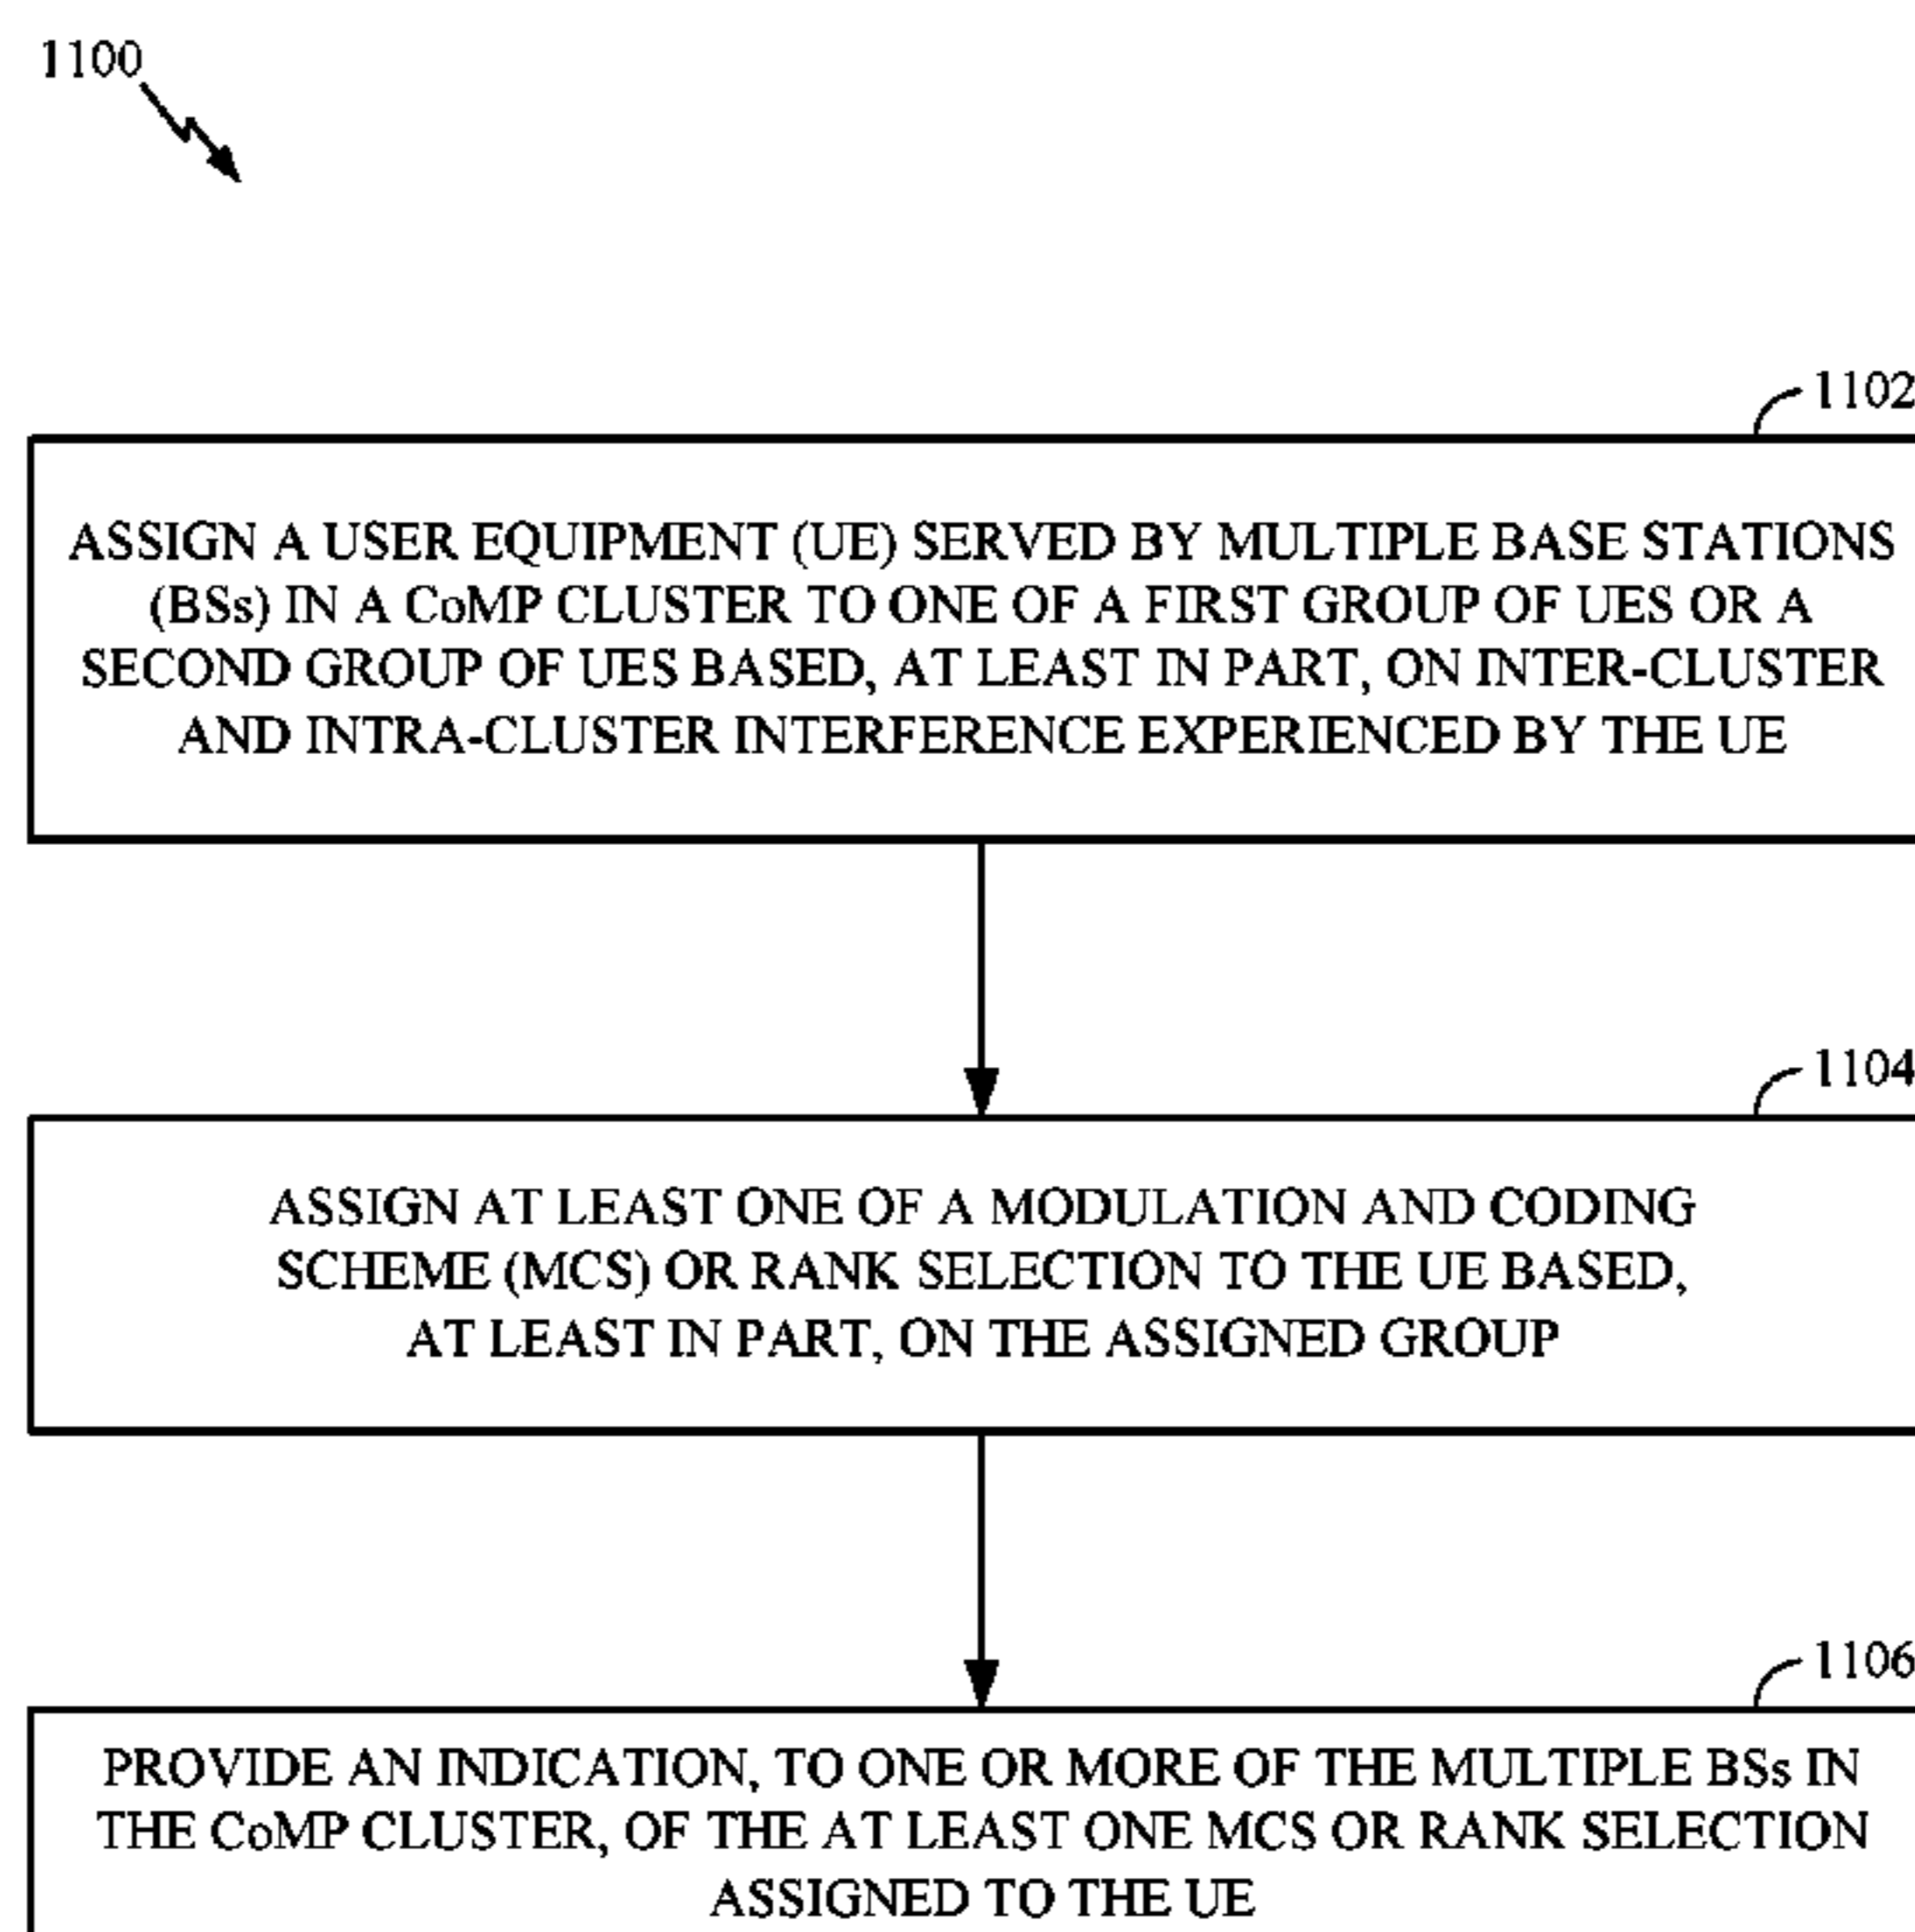 1100
1102
ASSIGN A USER EQUIPMENT (UE) SERVED BY MULTIPLE BASE STATIONS
(BSs) IN A CoMP CLUSTER TO ONE OF A FIRST GROUP OF UES OR A
SECOND GROUP OF UES BASED, AT LEAST IN PART, ON INTER-CLUSTER
AND INTRA-CLUSTER INTERFERENCE EXPERIENCED BY THE UE
1104
ASSIGN AT LEAST ONE OF A MODULATION AND CODING
SCHEME (MCS) OR RANK SELECTION TO THE UE BASED,
AT LEAST IN PART, ON THE ASSIGNED GROUP
1106
PROVIDE AN INDICATION, TO ONE OR MORE OF THE MULTIPLE BSs IN
THE CoMP CLUSTER, OF THE AT LEAST ONE MCS OR RANK SELECTION
ASSIGNED TO THE UE